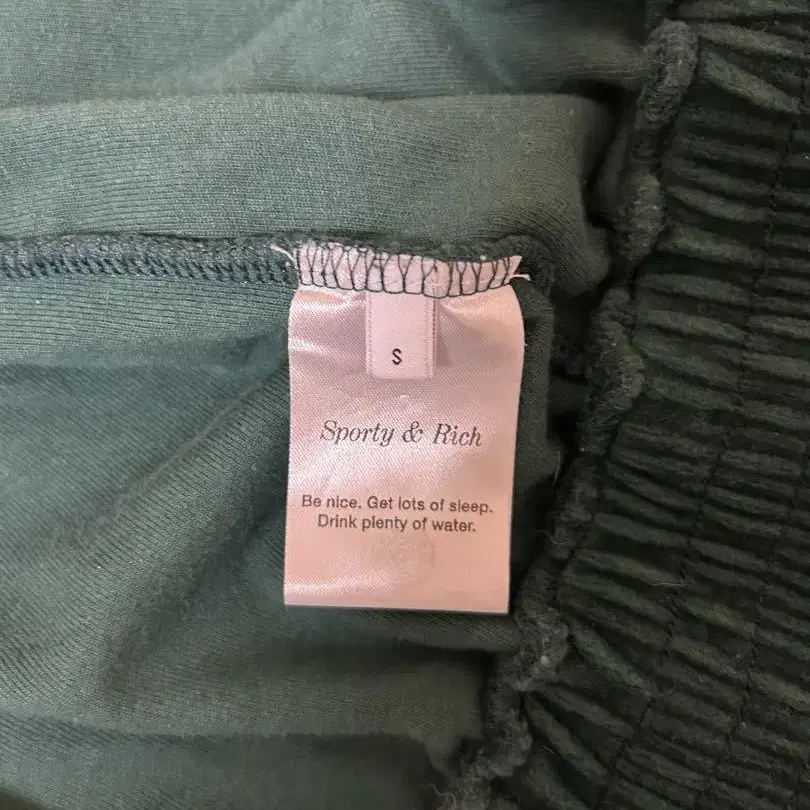 S
Sporty & Rich
Be nice. Get lots of sleep.
Drink plenty of water.